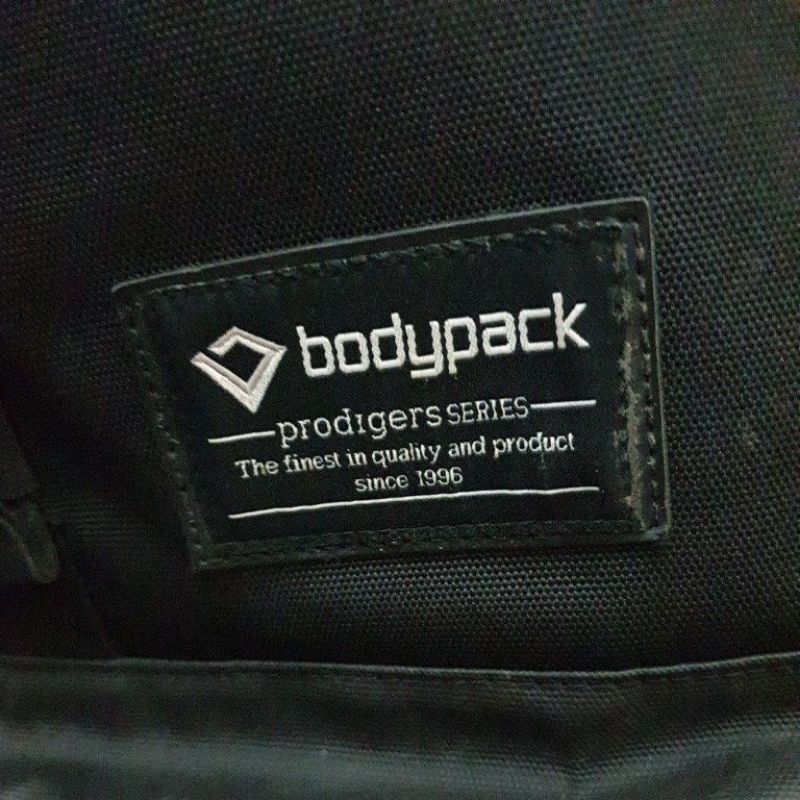 bodypack
prodigers SERIES
The finest in quality and product
since 1996